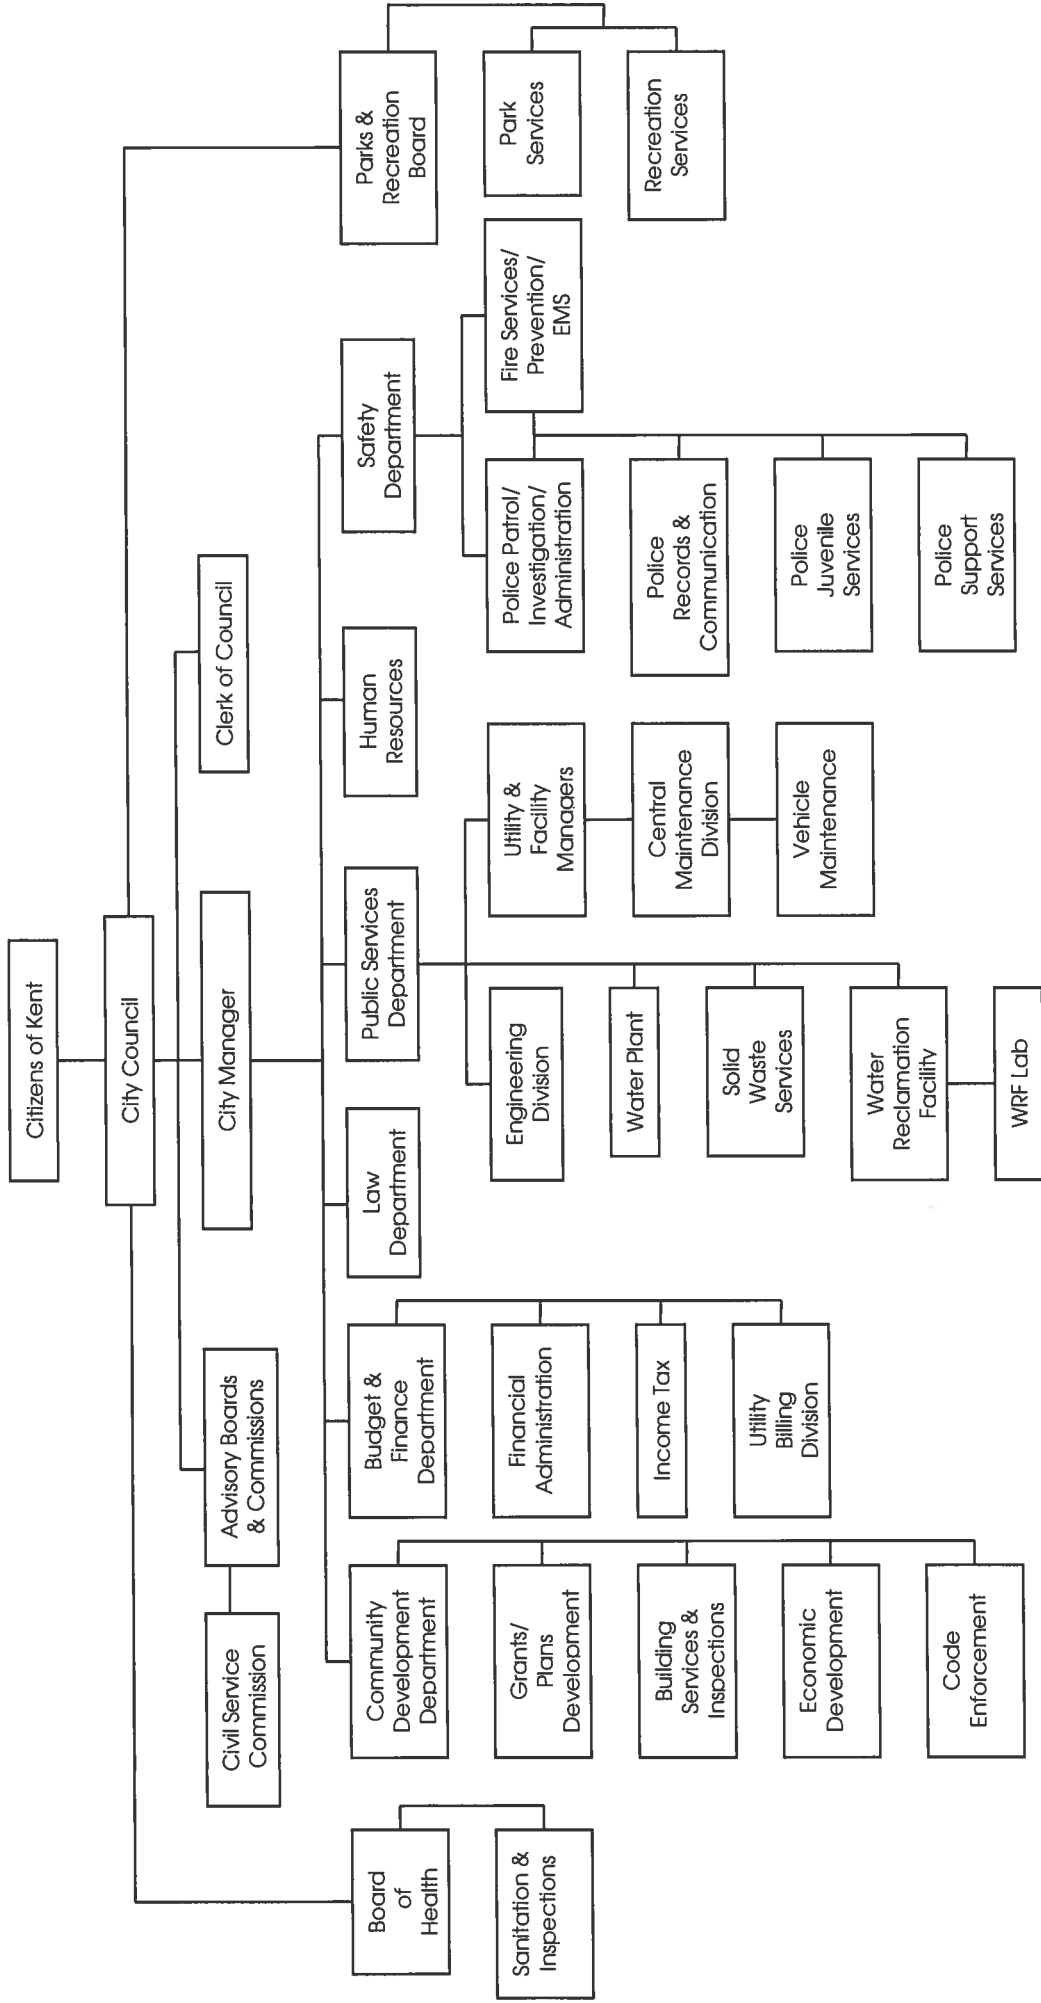 Citizens of Kent
City Council
City Manager
Advisory Boards
& Commissions
Clerk of Council
Civil Service
Commission
Board
of
Health
Sanitation &
Inspections
Community
Development
Department
Grants/
Plans
Development
Building
Services &
Inspections
Economic
Development
Code
Enforcement
Budget &
Finance
Department
Financial
Administration
Income Tax
Utility
Billing
Division
Law
Department
Public Services
Department
Engineering
Division
Water Plant
Solid
Waste
Services
Water
Reclamation
Facility
WRF Lab
Utility &
Facility
Managers
Central
Maintenance
Division
Vehicle
Maintenance
Human
Resources
Safety
Department
Police Patrol/
Investigation/
Administration
Police
Records &
Communication
Police
Juvenile
Services
Police
Support
Services
Fire Services/
Prevention/
EMS
Parks &
Recreation
Board
Park
Services
Recreation
Services